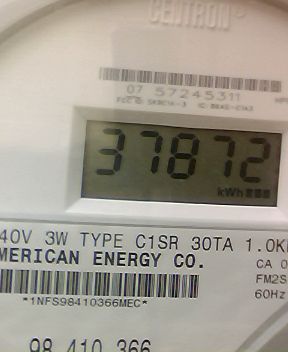 CENTRON®
07 57245311
37872
kWh
40V 3W TYPE C1SR 30TA 1.0K
MERICAN ENERGY CO.
CA 0
FM2S
60Hz
*1NFS98410366MEC*
98 410 366